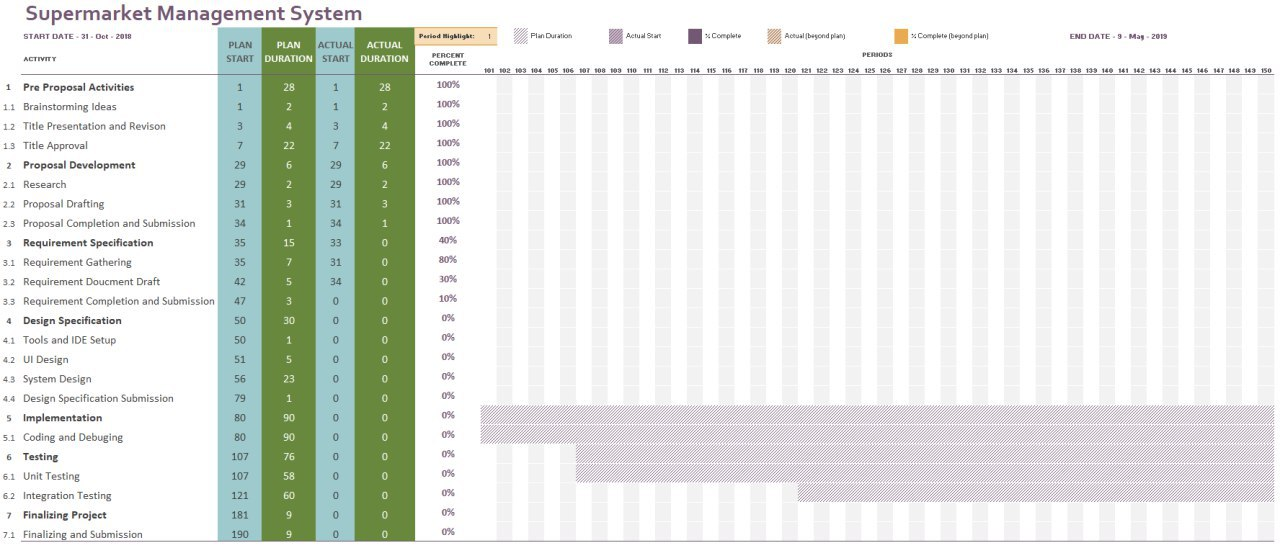 Supermarket Management System
START DATE - 31 - Oct - 2018
PLAN START PLAN DURATION ACTUAL START ACTUAL DURATION
Period Highlight: 1 Plan Duration Actual Start % Complete Actual (beyond plan) % Complete (beyond plan) END DATE - 9 - May - 2019
ACTIVITY PERCENT COMPLETE PERIODS
101 102 103 104 105 106 107 108 109 110 111 112 113 114 115 116 117 118 119 120 121 122 123 124 125 126 127 128 129 130 131 132 133 134 135 136 137 138 139 140 141 142 143 144 145 146 147 148 149 150
1 Pre Proposal Activities 1 28 1 28 100%
1.1 Brainstorming Ideas 1 2 1 2 100%
1.2 Title Presentation and Revison 3 4 3 4 100%
1.3 Title Approval 7 22 7 22 100%
2 Proposal Development 29 6 29 6 100%
2.1 Research 29 2 29 2 100%
2.2 Proposal Drafting 31 3 31 3 100%
2.3 Proposal Completion and Submission 34 1 34 1 100%
3 Requirement Specification 35 15 33 0 40%
3.1 Requirement Gathering 35 7 31 0 80%
3.2 Requirement Doucment Draft 42 5 34 0 30%
3.3 Requirement Completion and Submission 47 3 0 0 10%
4 Design Specification 50 30 0 0 0%
4.1 Tools and IDE Setup 50 1 0 0 0%
4.2 UI Design 51 5 0 0 0%
4.3 System Design 56 23 0 0 0%
4.4 Design Specification Submission 79 1 0 0 0%
5 Implementation 80 90 0 0 0%
5.1 Coding and Debuging 80 90 0 0 0%
6 Testing 107 76 0 0 0%
6.1 Unit Testing 107 58 0 0 0%
6.2 Integration Testing 121 60 0 0 0%
7 Finalizing Project 181 9 0 0 0%
7.1 Finalizing and Submission 190 9 0 0 0%